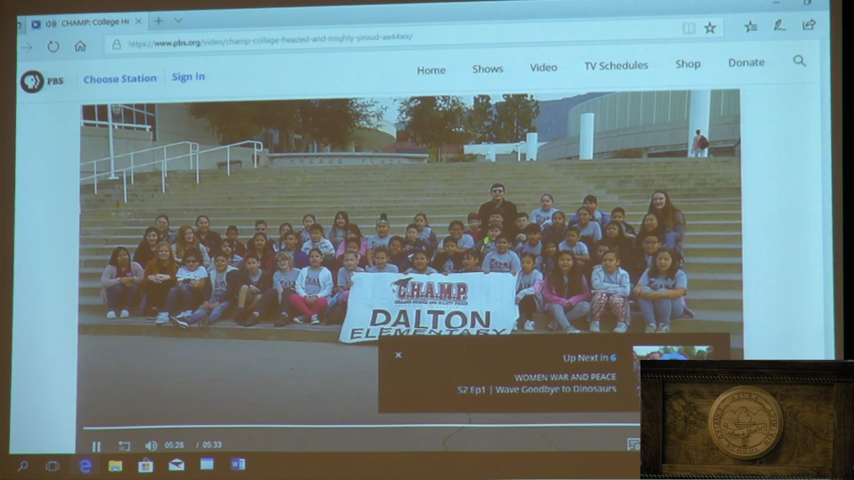 CHAMP: College He
https://www.pbs.org/video/champ-college-headed-and-mighty-proud-ae44wx/
PBS
Choose Station
Sign In
Home
Shows
Video
TV Schedules
Shop
Donate
C.H.A.M.P.
DALTON
ELEMENTARY
Up Next in 6
WOMEN WAR AND PEACE
S2 Ep1 | Wave Goodbye to Dinosaurs
05:28 / 05:33